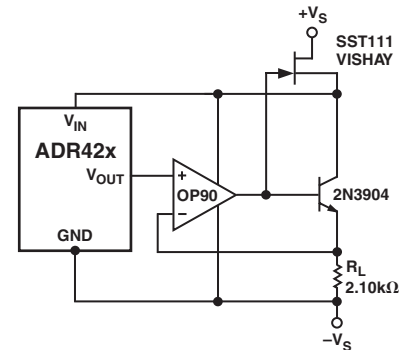 +VS
SST111
VISHAY
VIN
ADR42x
VOUT
GND
+
OP90
−
2N3904
RL
2.10kΩ
−VS